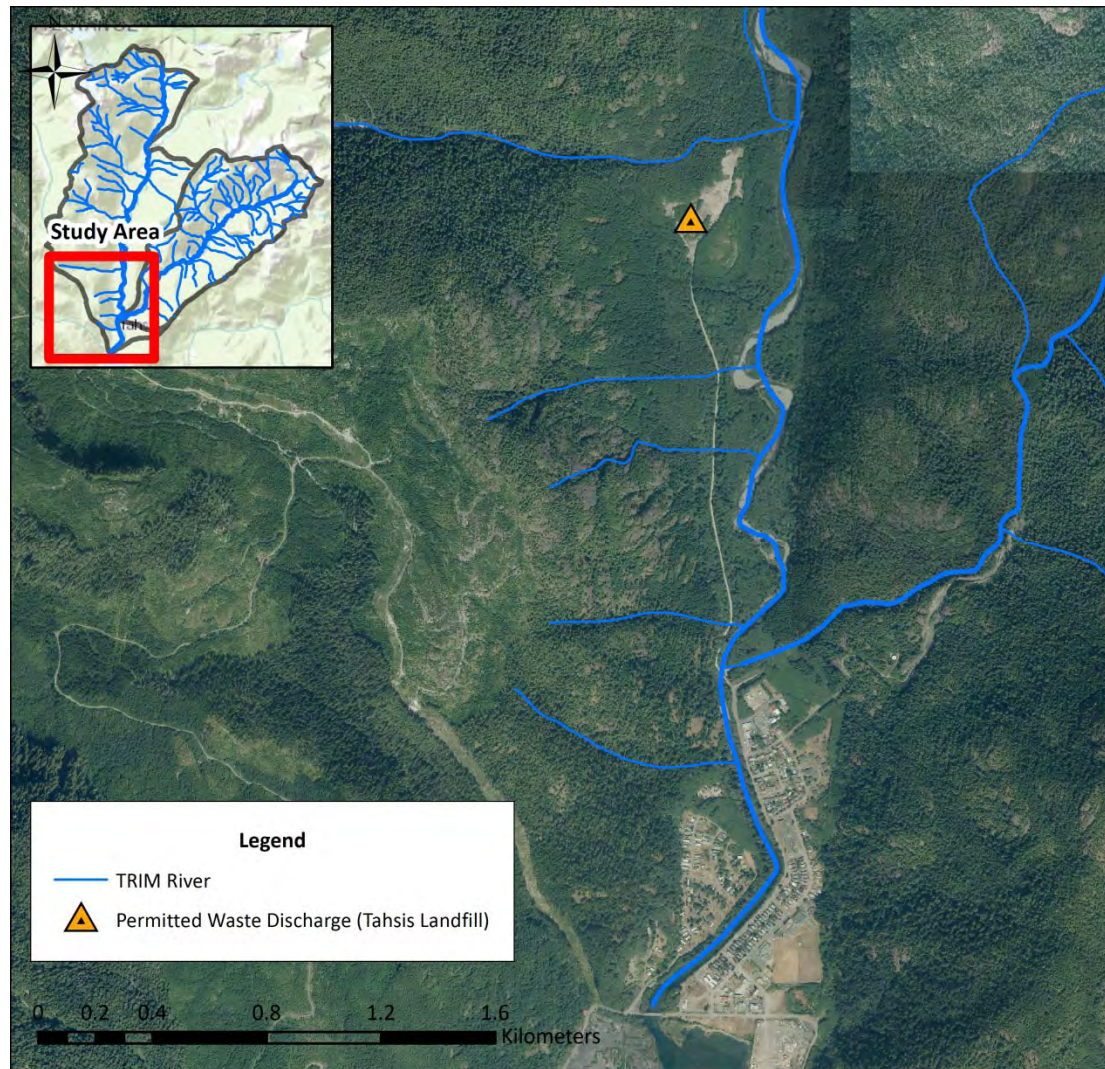 N
Study Area
Legend
TRIM River
Permitted Waste Discharge (Tahsis Landfill)
0 0.2 0.4 0.8 1.2 1.6
Kilometers